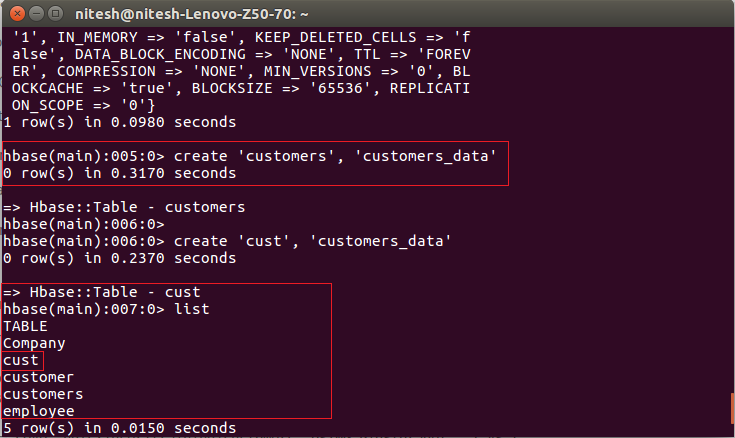 nitesh@nitesh-Lenovo-Z50-70: ~
'1', IN_MEMORY => 'false', KEEP_DELETED_CELLS => 'f
alse', DATA_BLOCK_ENCODING => 'NONE', TTL => 'FOREV
ER', COMPRESSION => 'NONE', MIN_VERSIONS => '0', BL
OCKCACHE => 'true', BLOCKSIZE => '65536', REPLICATI
ON_SCOPE => '0'}
1 row(s) in 0.0980 seconds
hbase(main):005:0> create 'customers', 'customers_data'
0 row(s) in 0.3170 seconds
=> Hbase::Table - customers
hbase(main):006:0>
hbase(main):006:0> create 'cust', 'customers_data'
0 row(s) in 0.2370 seconds
=> Hbase::Table - cust
hbase(main):007:0> list
TABLE
Company
cust
customer
customers
employee
5 row(s) in 0.0150 seconds